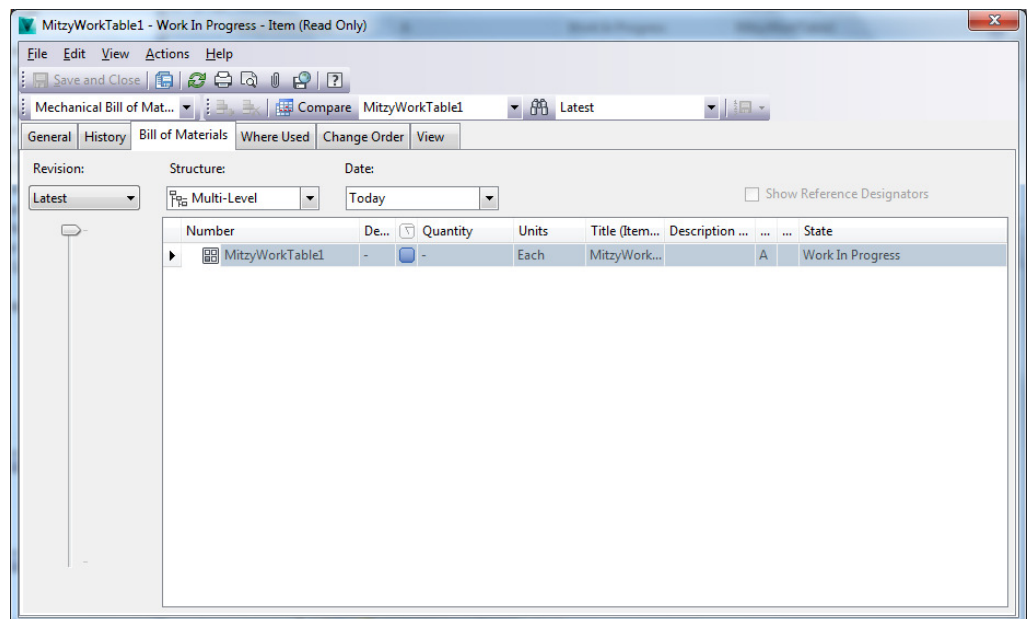 MitzyWorkTable1 - Work In Progress - Item (Read Only)
File Edit View Actions Help
Save and Close
Mechanical Bill of Mat... Compare MitzyWorkTable1 Latest
General History Bill of Materials Where Used Change Order View
Revision: Structure: Date:
Latest Multi-Level Today Show Reference Designators
Number De... Quantity Units Title (Item... Description ... ... ... State
MitzyWorkTable1 - - Each MitzyWork... A Work In Progress